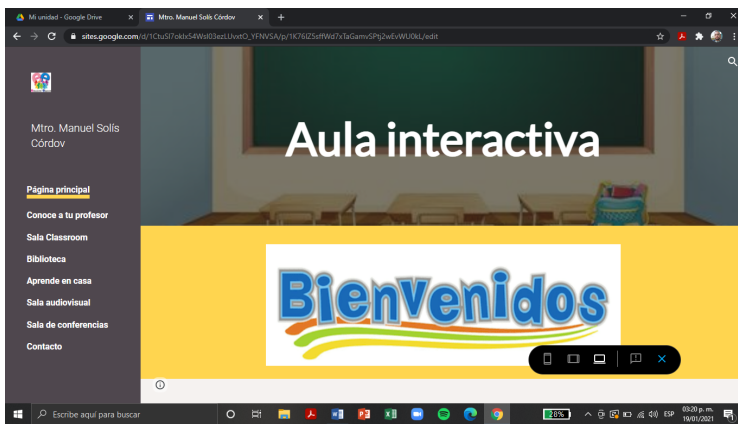 Mi unidad - Google Drive
Mtro. Manuel Solís Córdov
sites.google.com/d/1CtuSl7oklx54Wsl03ezLUvxtO_YFNVSA/p/1K76IZ5sffWd7xTaGamvSPtj2wEvWU0kL/edit
Mtro. Manuel Solís
Córdov
Página principal
Conoce a tu profesor
Sala Classroom
Biblioteca
Aprende en casa
Sala audiovisual
Sala de conferencias
Contacto
Aula interactiva
Bienvenidos
Escribe aquí para buscar
28%
ESP
03:20 p. m.
19/01/2021